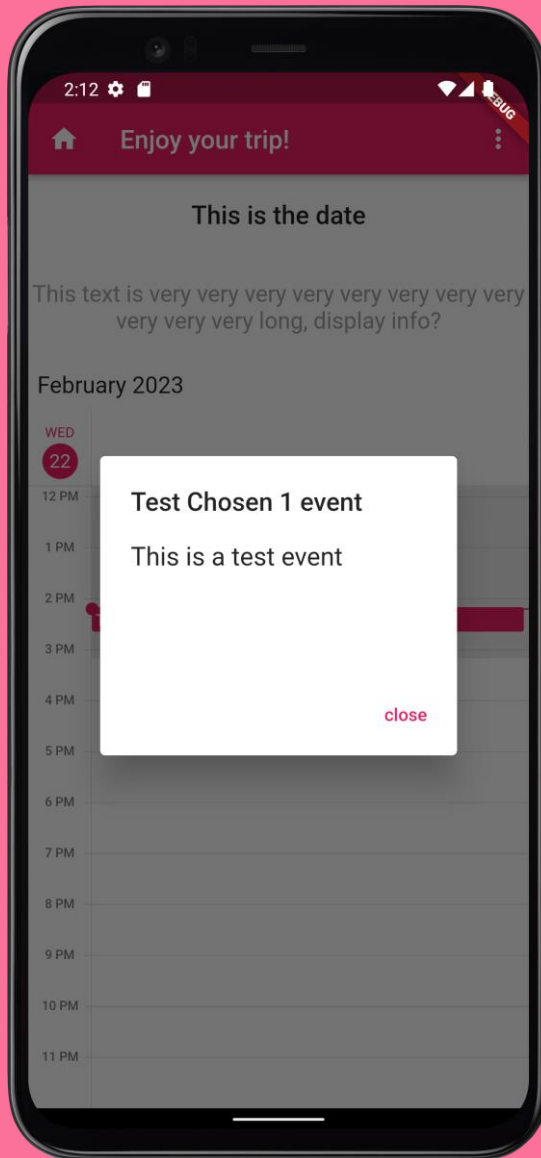 2:12
DEBUG
Enjoy your trip!
This is the date
This text is very very very very very very very very
very very very long, display info?
February 2023
WED
22
12 PM
Test Chosen 1 event
1 PM
This is a test event
2 PM
3 PM
4 PM
close
5 PM
6 PM
7 PM
8 PM
9 PM
10 PM
11 PM